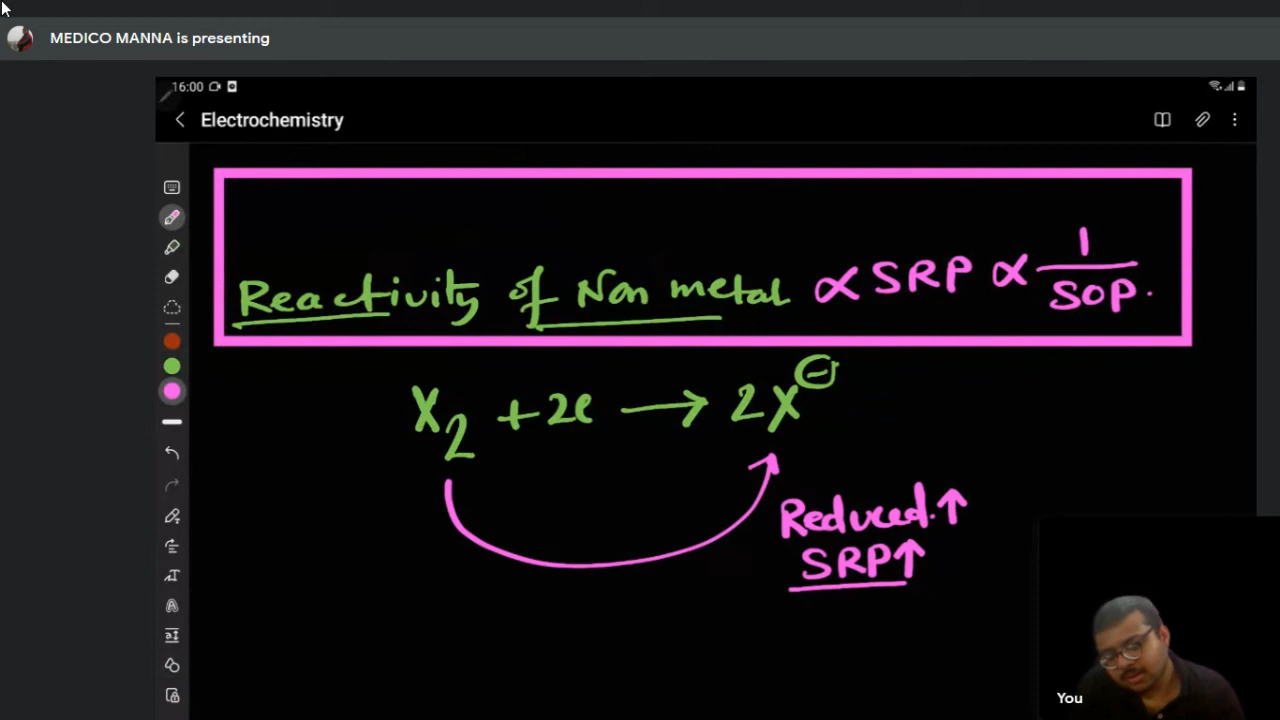 MEDICO MANNA is presenting
16:00
Electrochemistry
Reactivity of Non metal ∝ SRP ∝ 1/SOP.
X₂ + 2e → 2X⊖
Reduced.↑
SRP↑
You